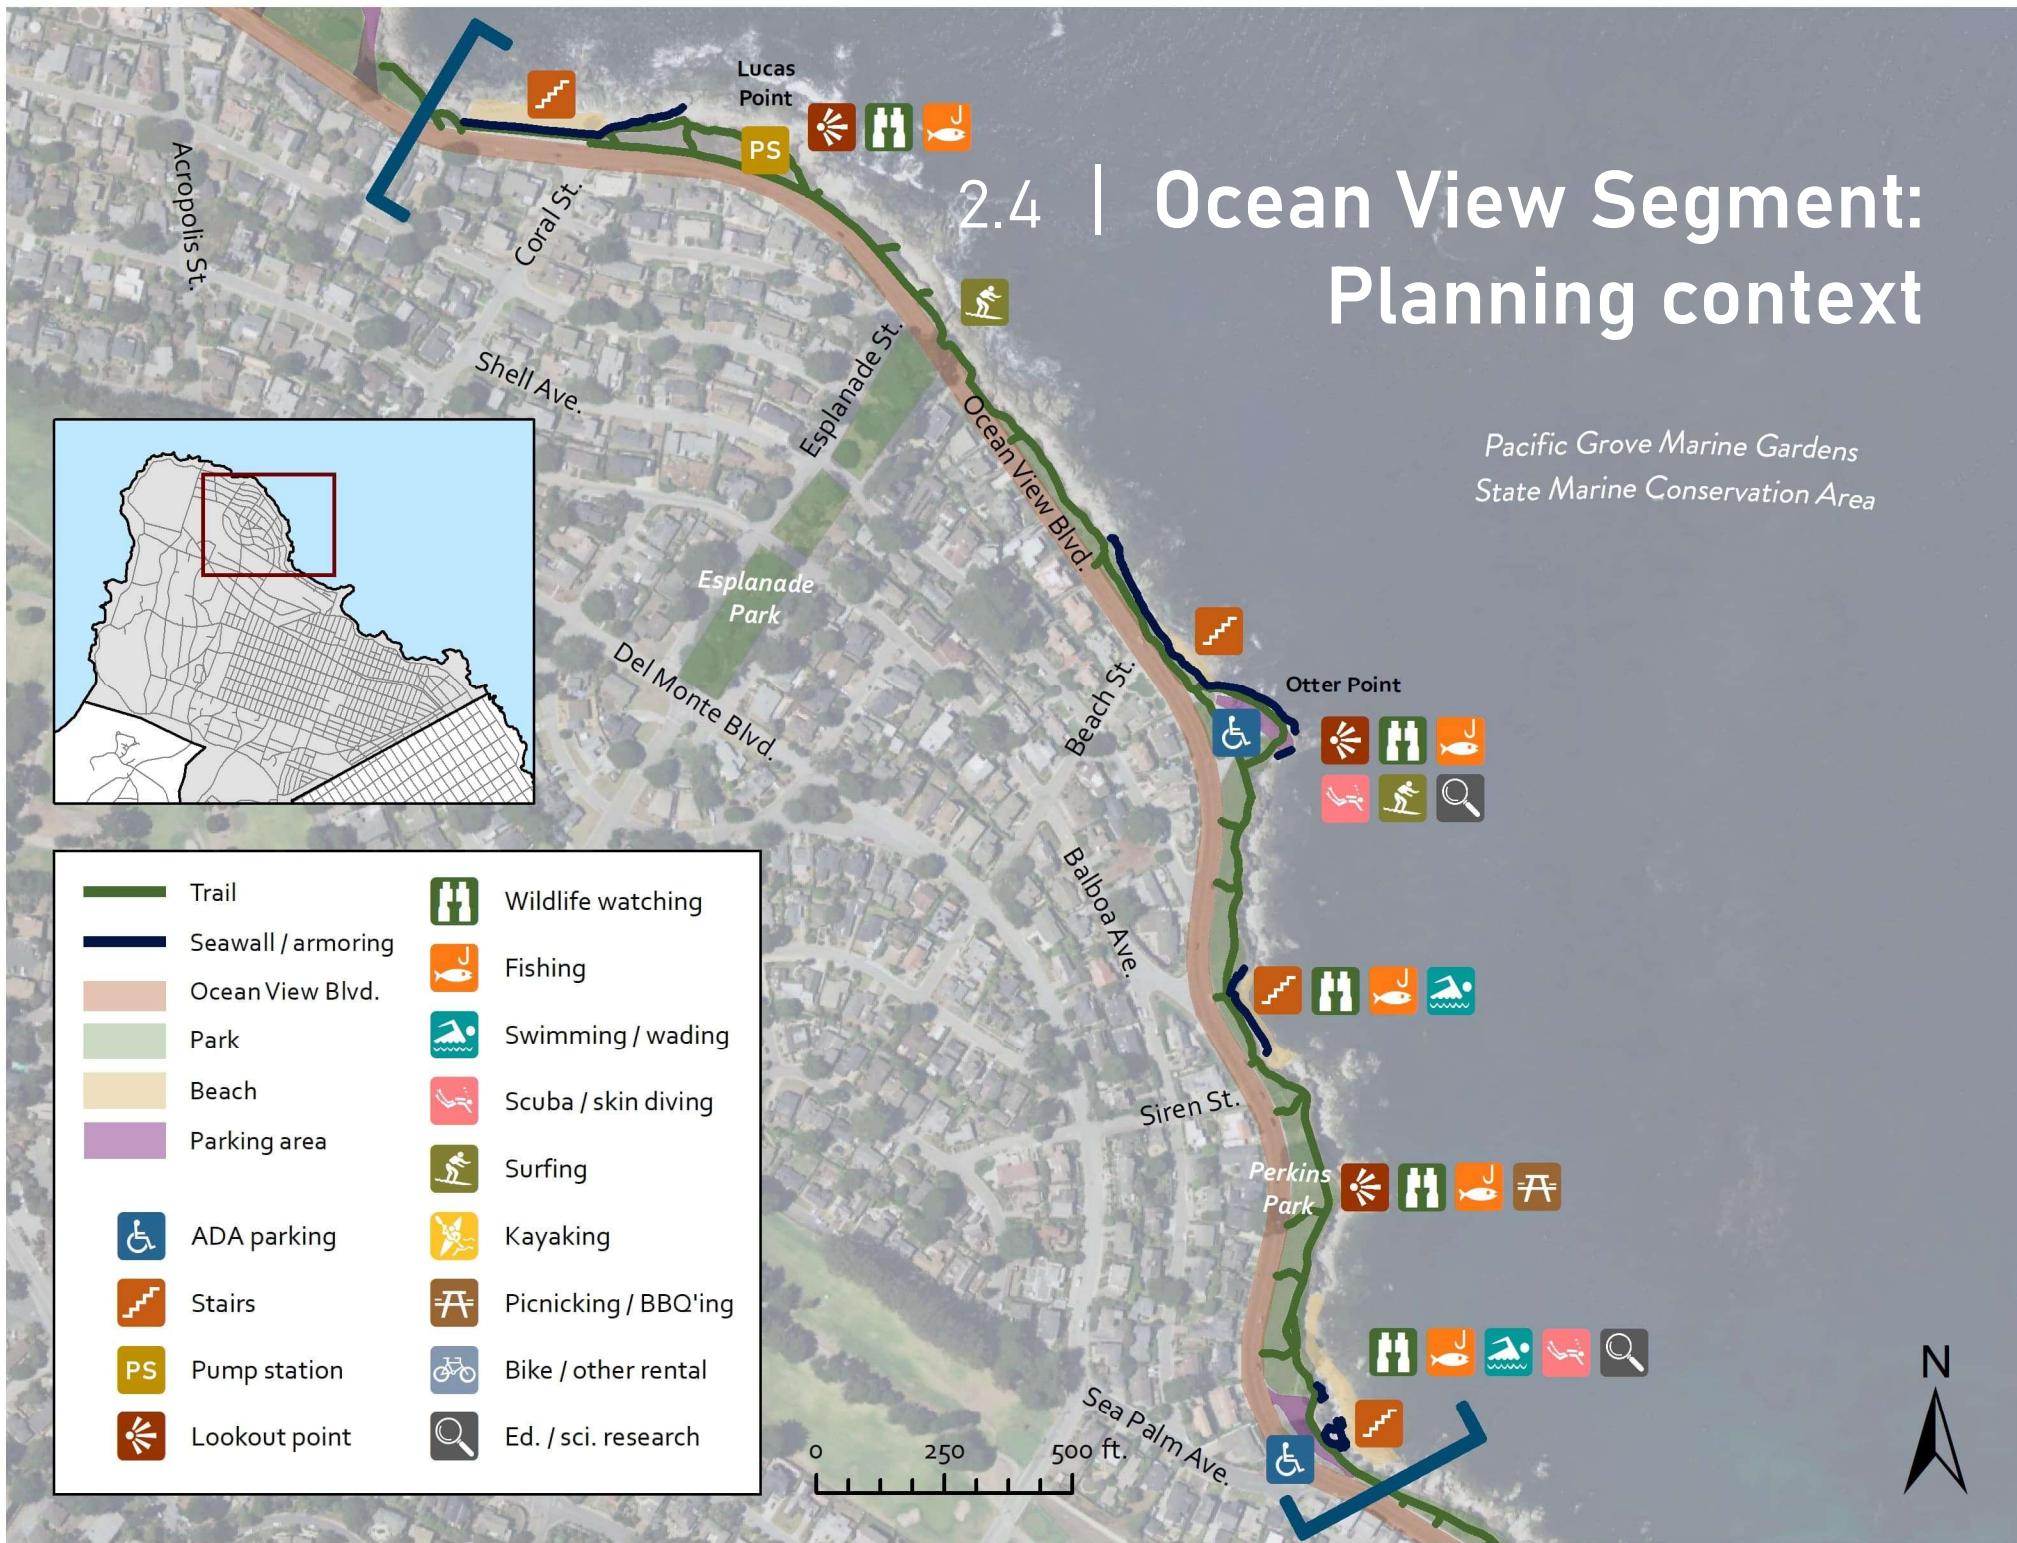 2.4 | Ocean View Segment:
Planning context
Lucas
Point
PS
Acropolis St.
Coral St.
Shell Ave.
Esplanade St.
Ocean View Blvd.
Pacific Grove Marine Gardens
State Marine Conservation Area
Esplanade
Park
Del Monte Blvd.
Beach St.
Otter Point
Balboa Ave.
Siren St.
Perkins
Park
Sea Palm Ave.
Trail
Seawall / armoring
Ocean View Blvd.
Park
Beach
Parking area
ADA parking
Stairs
PS Pump station
Lookout point
Wildlife watching
Fishing
Swimming / wading
Scuba / skin diving
Surfing
Kayaking
Picnicking / BBQ'ing
Bike / other rental
Ed. / sci. research
0 250 500 ft.
N